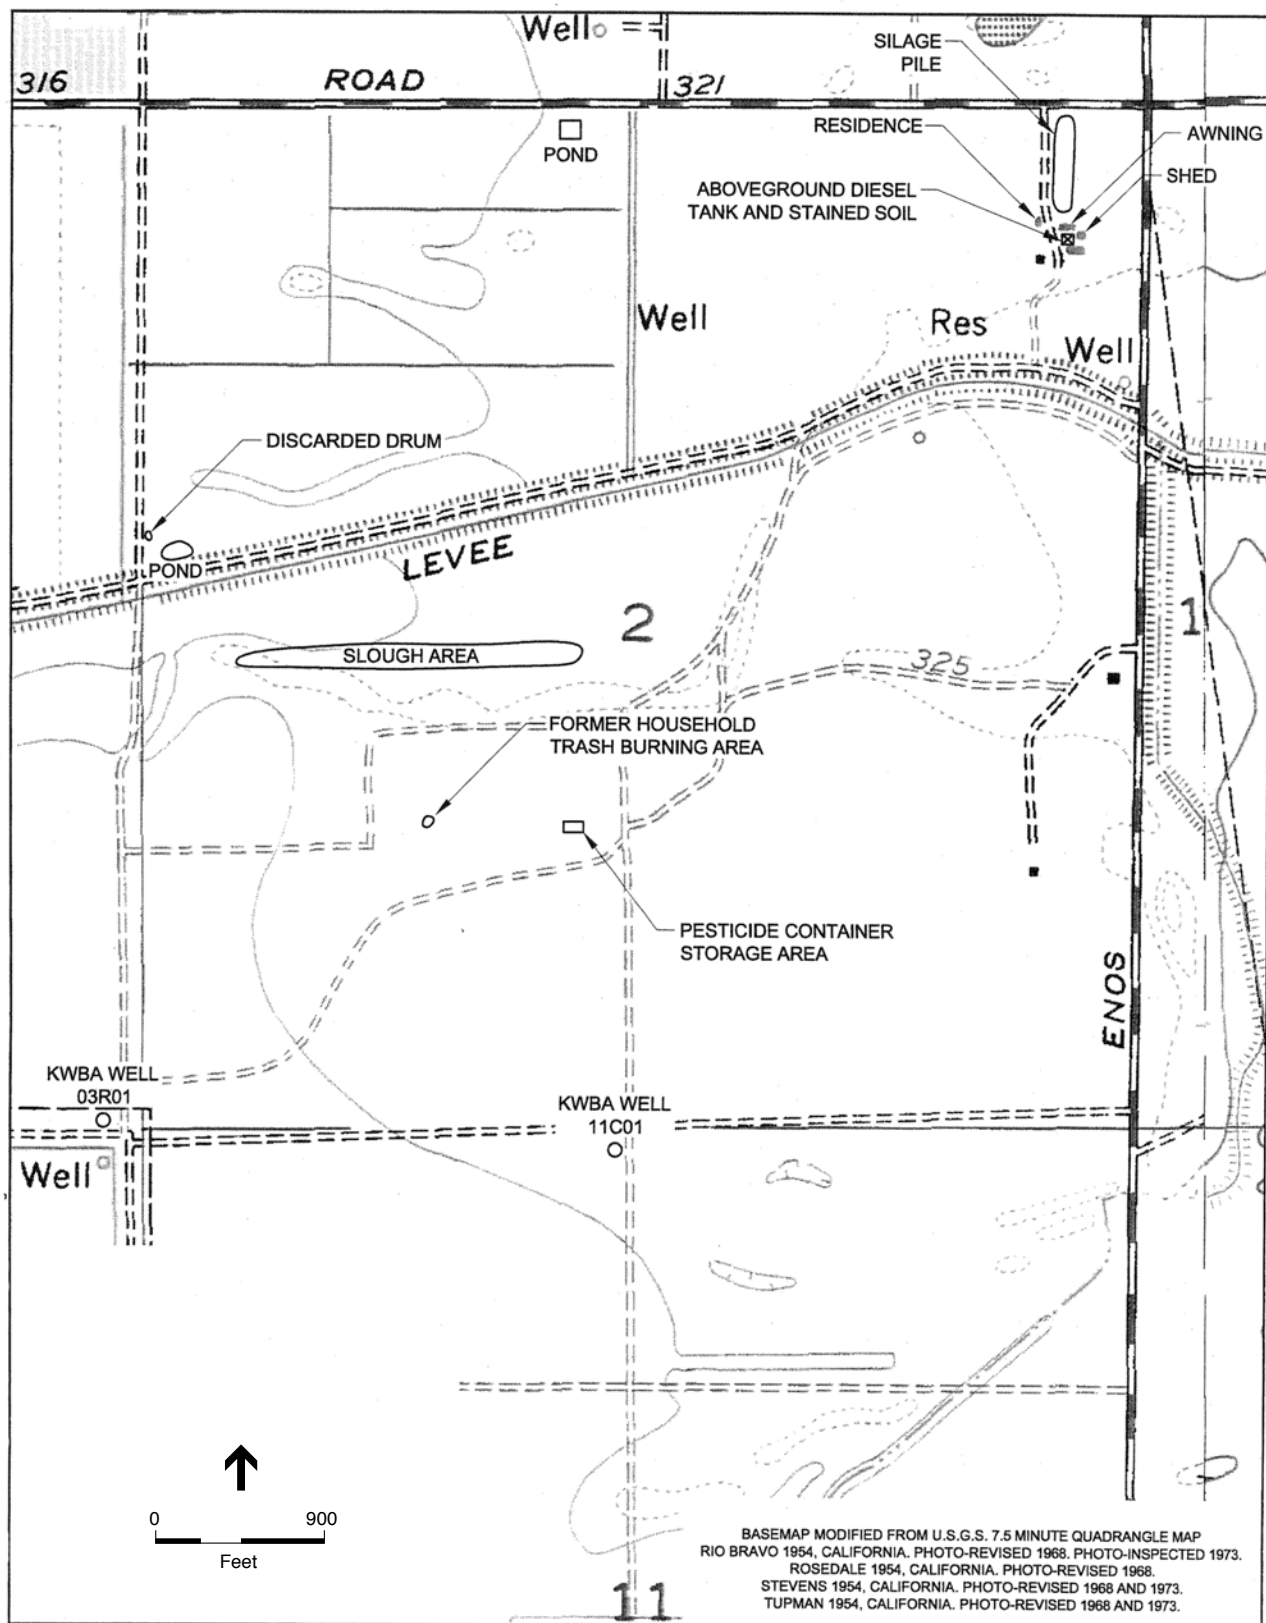 Well
SILAGE
PILE
316
ROAD
321
RESIDENCE
AWNING
POND
SHED
ABOVEGROUND DIESEL
TANK AND STAINED SOIL
Well
Res
Well
DISCARDED DRUM
LEVEE
POND
2
1
SLOUGH AREA
325
FORMER HOUSEHOLD
TRASH BURNING AREA
PESTICIDE CONTAINER
STORAGE AREA
ENOS
KWBA WELL
03R01
KWBA WELL
11C01
Well
0 900
Feet
BASEMAP MODIFIED FROM U.S.G.S. 7.5 MINUTE QUADRANGLE MAP
RIO BRAVO 1954, CALIFORNIA. PHOTO-REVISED 1968. PHOTO-INSPECTED 1973.
ROSEDALE 1954, CALIFORNIA. PHOTO-REVISED 1968.
STEVENS 1954, CALIFORNIA. PHOTO-REVISED 1968 AND 1973.
TUPMAN 1954, CALIFORNIA. PHOTO-REVISED 1968 AND 1973.
11